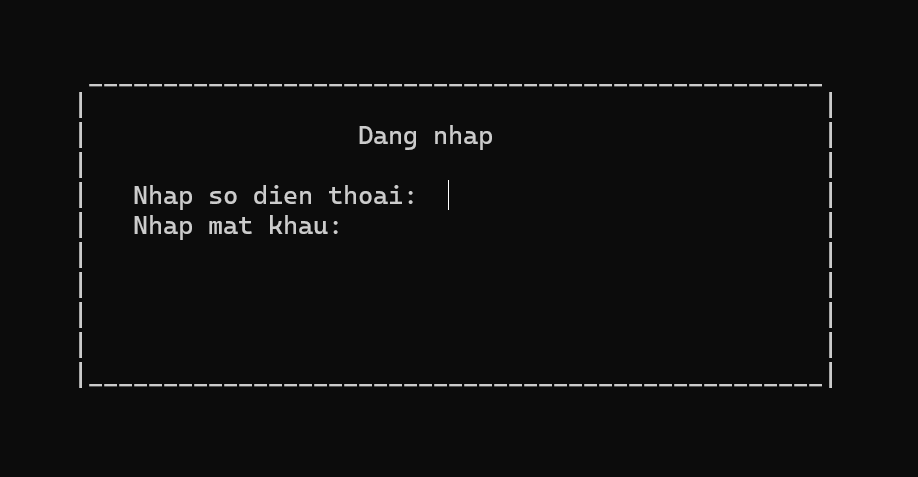 Dang nhap
Nhap so dien thoai:
Nhap mat khau: